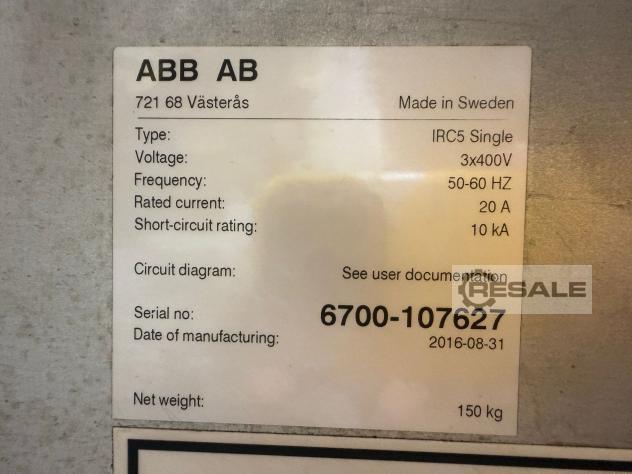 ABB AB
721 68 Västerås Made in Sweden
Type: IRC5 Single
Voltage: 3x400V
Frequency: 50-60 HZ
Rated current: 20 A
Short-circuit rating: 10 kA
Circuit diagram: See user documentation
RESALE
Serial no: 6700-107627
Date of manufacturing: 2016-08-31
Net weight: 150 kg